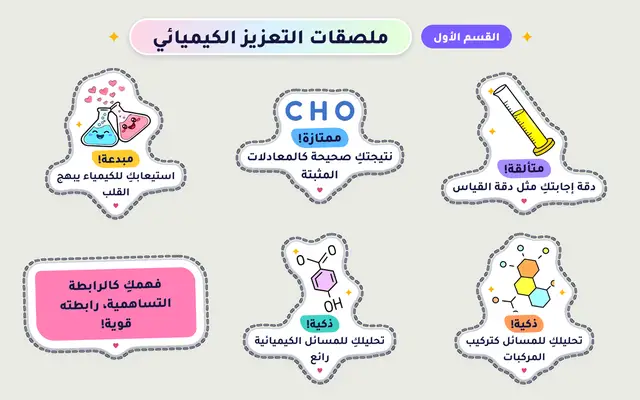 القسم الأول
ملصقات التعزيز الكيميائي
متألقة!
دقة إجابتكِ مثل دقة القياس
CHO
ممتازة!
نتيجتكِ صحيحة كالمعادلات
المثبتة
مبدعة!
استيعابكِ للكيمياء يبهج
القلب
ذكية!
تحليلكِ للمسائل كتركيب
المركبات
O
O
OH
ذكية!
تحليلكِ للمسائل الكيميائية
رائع
فهمكِ كالرابطة
التساهمية، رابطته
قوية!